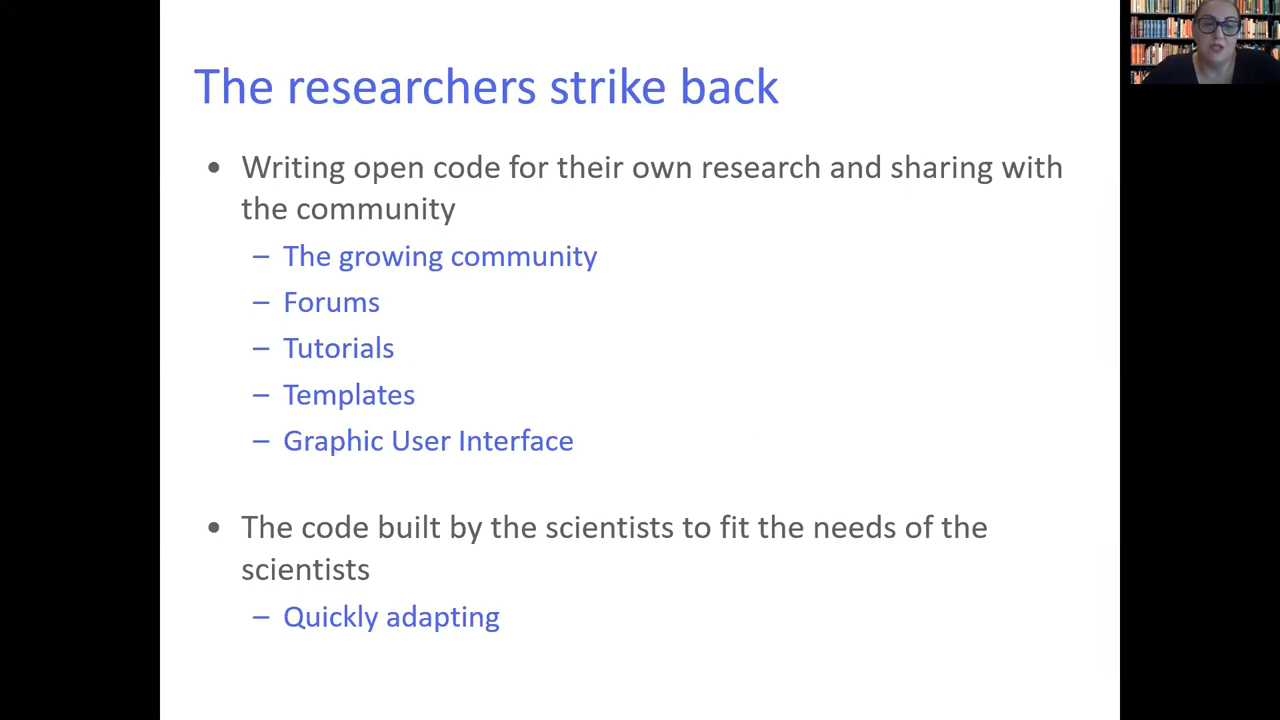 The researchers strike back
• Writing open code for their own research and sharing with
the community
– The growing community
– Forums
– Tutorials
– Templates
– Graphic User Interface
• The code built by the scientists to fit the needs of the
scientists
– Quickly adapting